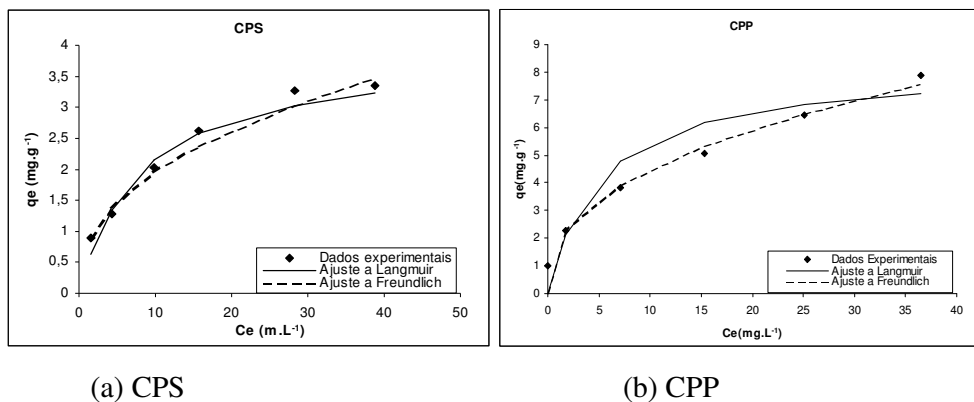 CPS
4
3,5
3
2,5
2
1,5
1
0,5
0
qe (mg.g⁻¹)
0 10 20 30 40 50
Ce (m.L⁻¹)
Dados experimentais
Ajuste a Langmuir
Ajuste a Freundlich
(a) CPS
CPP
9
8
7
6
5
4
3
2
1
0
qe(mg.g⁻¹)
0 5 10 15 20 25 30 35 40
Ce(mg.L⁻¹)
Dados Experimentais
Ajuste a Langmuir
Ajuste a Freundlich
(b) CPP